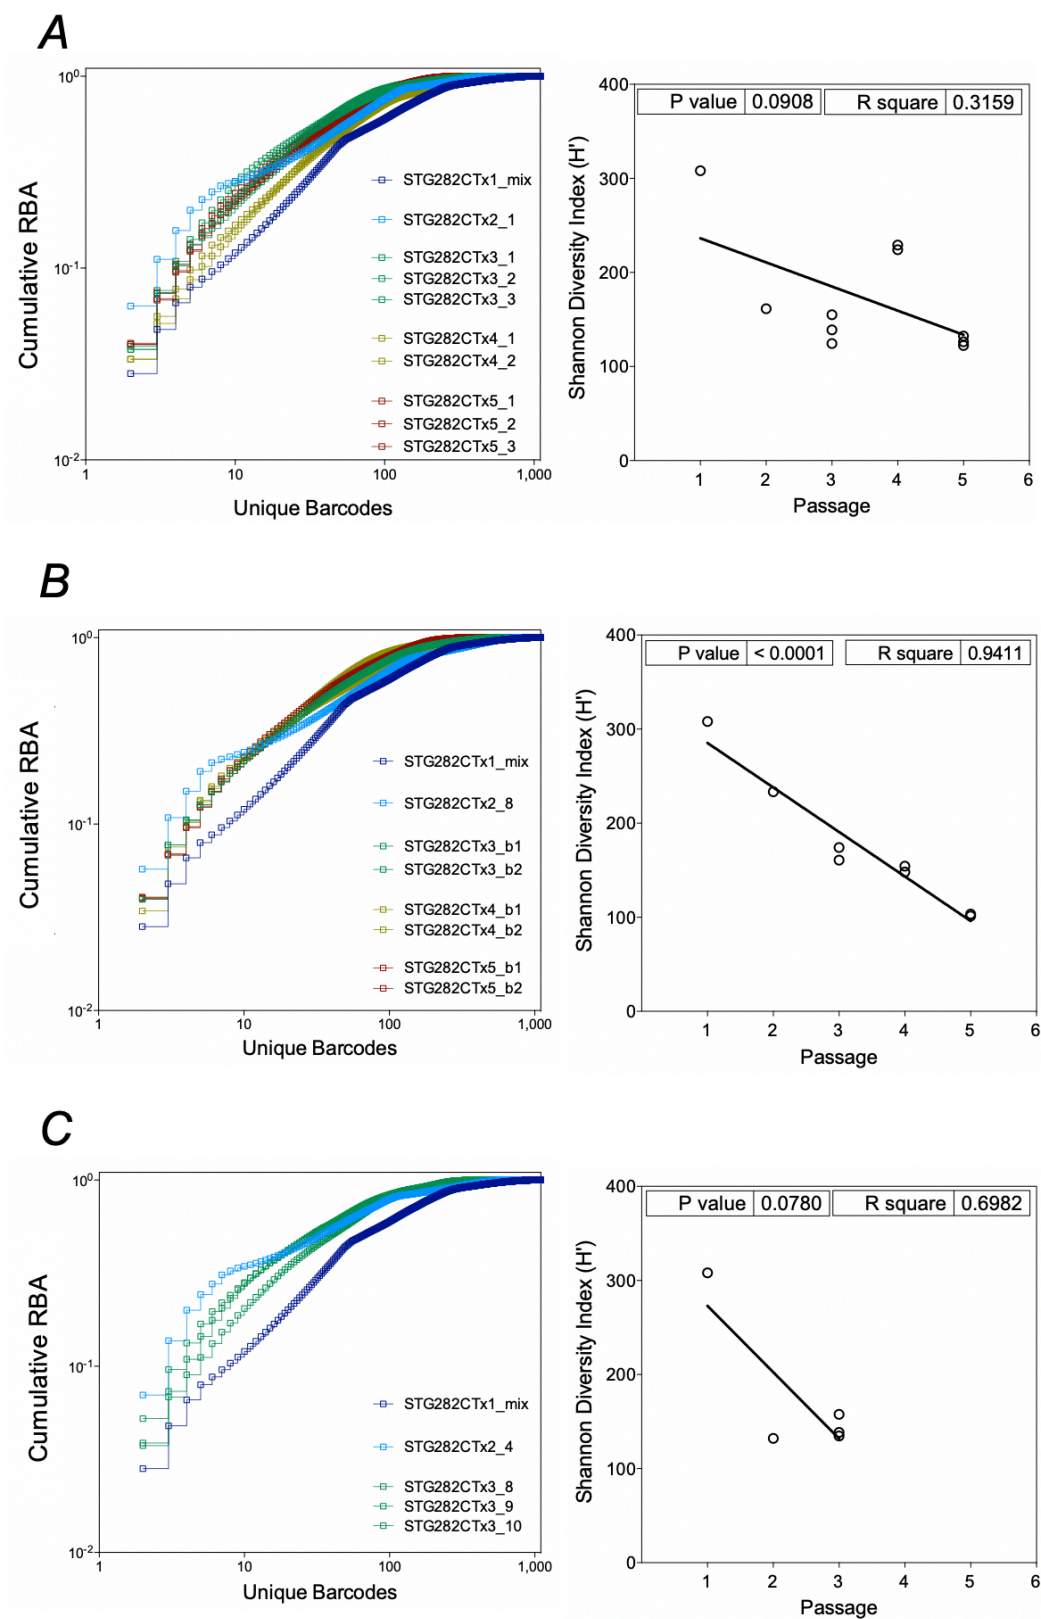 A
Cumulative RBA
10⁰
10⁻¹
10⁻²
1
10
100
1,000
Unique Barcodes
STG282CTx1_mix
STG282CTx2_1
STG282CTx3_1
STG282CTx3_2
STG282CTx3_3
STG282CTx4_1
STG282CTx4_2
STG282CTx5_1
STG282CTx5_2
STG282CTx5_3
Shannon Diversity Index (H')
400
300
200
100
0
P value 0.0908 R square 0.3159
1 2 3 4 5 6
Passage
B
Cumulative RBA
10⁰
10⁻¹
10⁻²
1
10
100
1,000
Unique Barcodes
STG282CTx1_mix
STG282CTx2_8
STG282CTx3_b1
STG282CTx3_b2
STG282CTx4_b1
STG282CTx4_b2
STG282CTx5_b1
STG282CTx5_b2
Shannon Diversity Index (H')
400
300
200
100
0
P value < 0.0001 R square 0.9411
1 2 3 4 5 6
Passage
C
Cumulative RBA
10⁰
10⁻¹
10⁻²
1
10
100
1,000
Unique Barcodes
STG282CTx1_mix
STG282CTx2_4
STG282CTx3_8
STG282CTx3_9
STG282CTx3_10
Shannon Diversity Index (H')
400
300
200
100
0
P value 0.0780 R square 0.6982
1 2 3 4 5 6
Passage